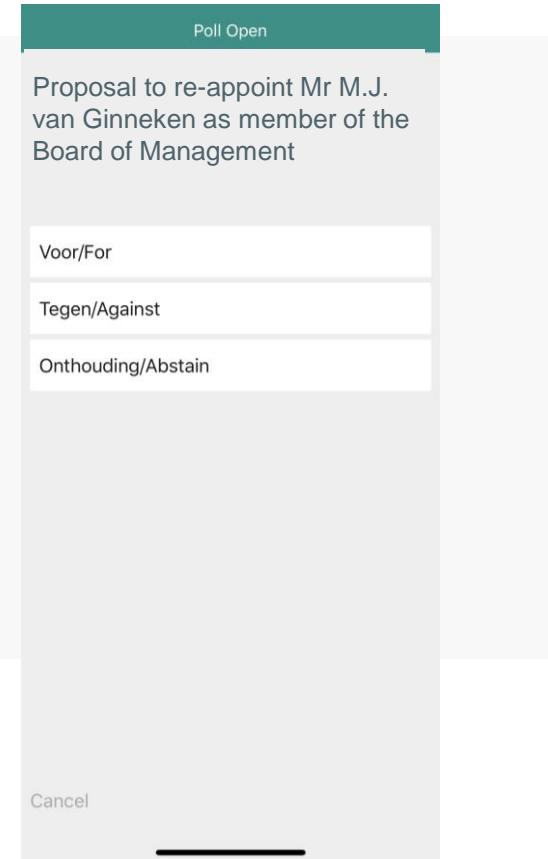 Poll Open
Proposal to re-appoint Mr M.J.
van Ginneken as member of the
Board of Management
Voor/For
Tegen/Against
Onthouding/Abstain
Cancel